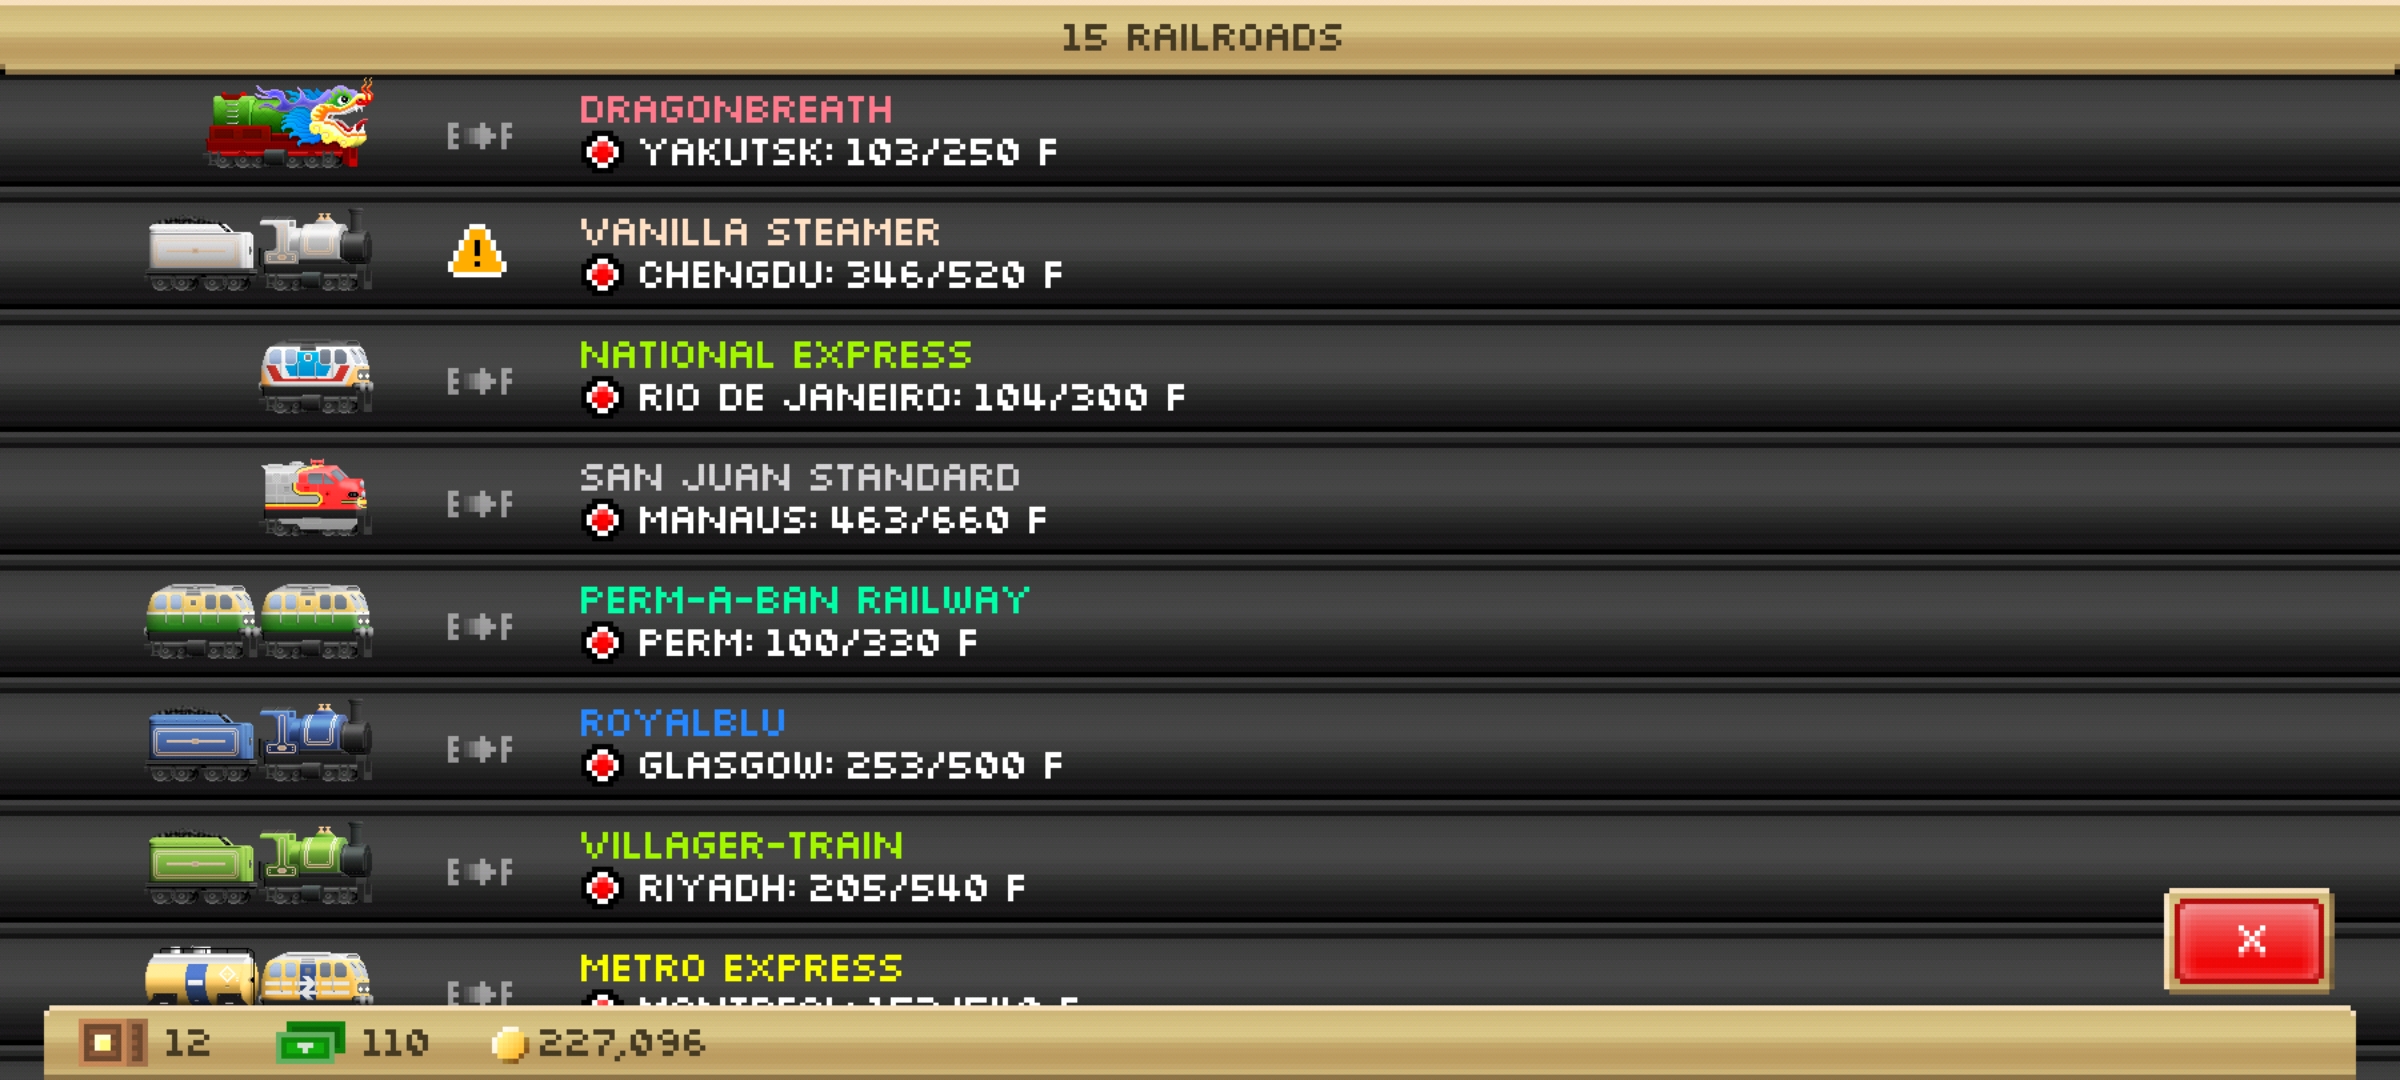 15 RAILROADS
E F
DRAGONBREATH
YAKUTSK: 103/250 F
VANILLA STEAMER
CHENGDU: 346/520 F
E F
NATIONAL EXPRESS
RIO DE JANEIRO: 104/300 F
E F
SAN JUAN STANDARD
MANAUS: 463/660 F
E F
PERM-A-BAN RAILWAY
PERM: 100/330 F
E F
ROYALBLU
GLASGOW: 253/500 F
E F
VILLAGER-TRAIN
RIYADH: 205/540 F
E F
METRO EXPRESS
X
12 110 227,096